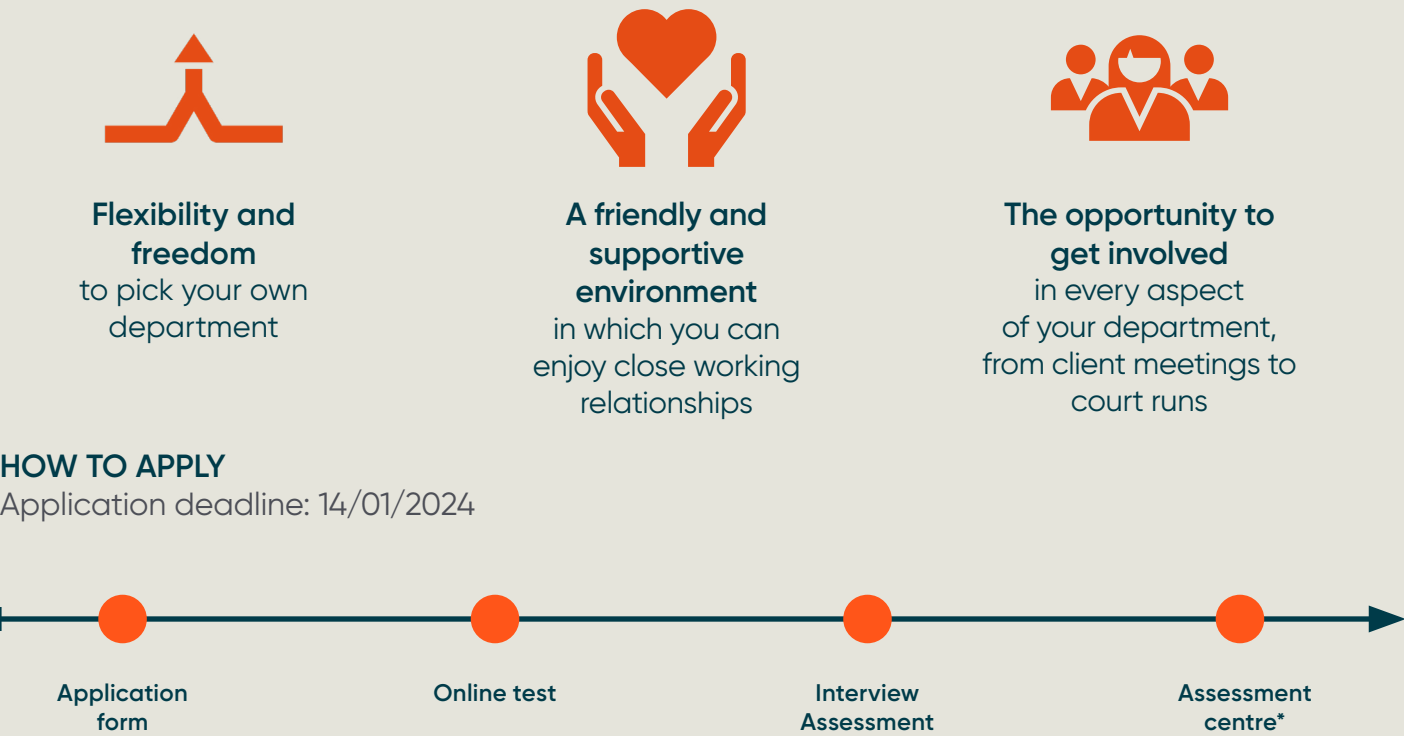 Flexibility and
freedom
to pick your own
department
A friendly and
supportive
environment
in which you can
enjoy close working
relationships
The opportunity to
get involved
in every aspect
of your department,
from client meetings to
court runs
HOW TO APPLY
Application deadline: 14/01/2024
Application
form
Online test
Interview
Assessment
Assessment
centre*